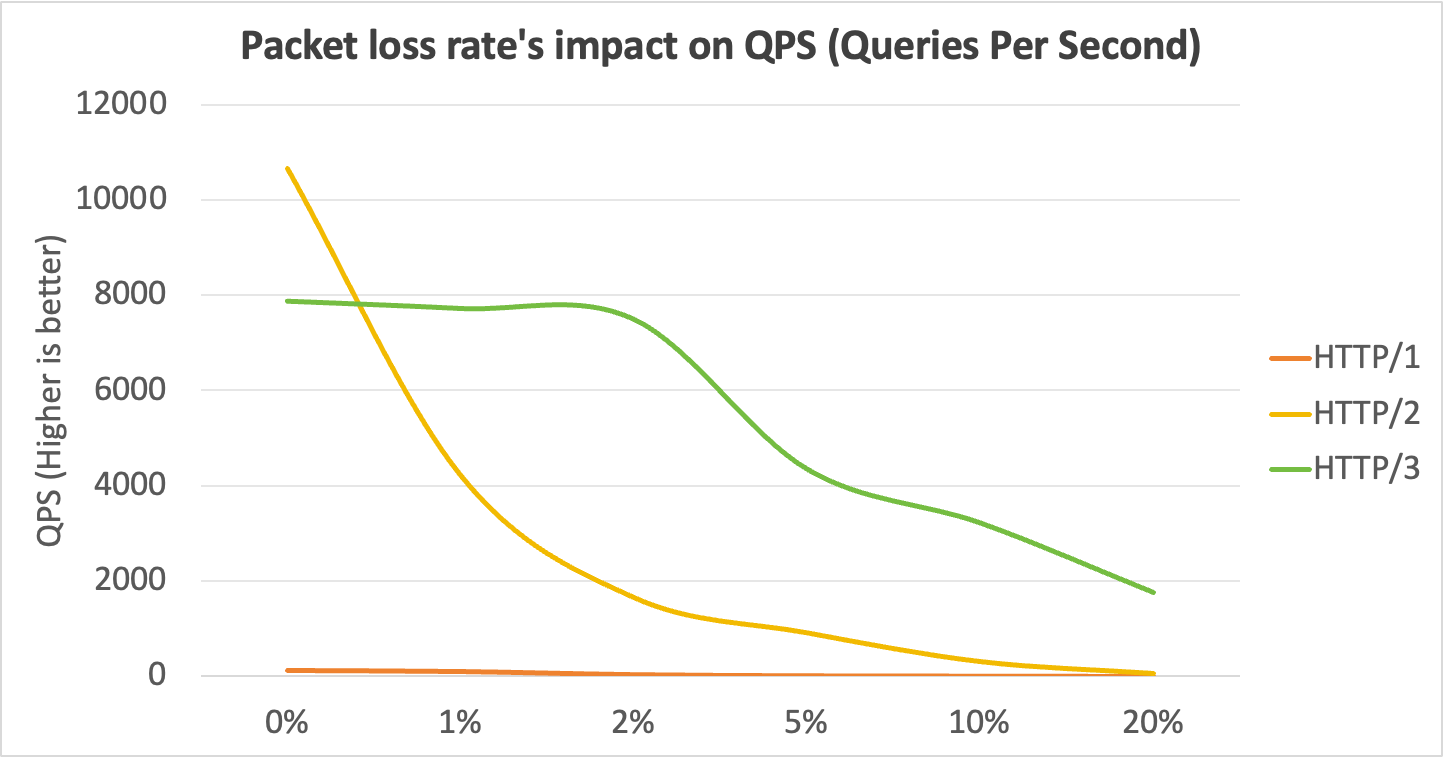 Packet loss rate's impact on QPS (Queries Per Second)
12000
10000
8000
6000
4000
2000
0
QPS (Higher is better)
0% 1% 2% 5% 10% 20%
HTTP/1
HTTP/2
HTTP/3